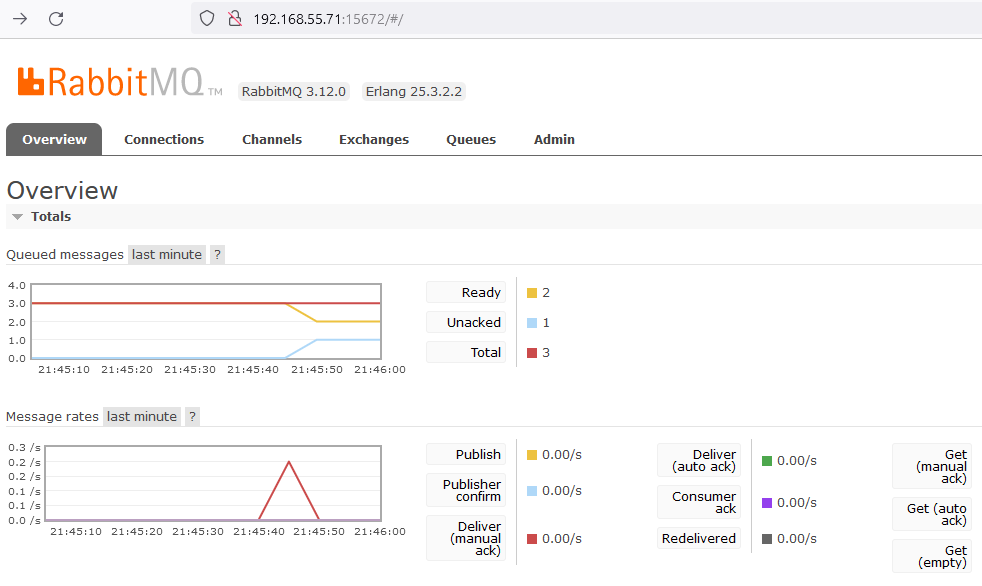 192.168.55.71:15672/#/
RabbitMQ TM RabbitMQ 3.12.0 Erlang 25.3.2.2
Overview Connections Channels Exchanges Queues Admin
Overview
Totals
Queued messages last minute ?
4.0
3.0
2.0
1.0
0.0
21:45:10 21:45:20 21:45:30 21:45:40 21:45:50 21:46:00
Ready 2
Unacked 1
Total 3
Message rates last minute ?
0.3 /s
0.2 /s
0.2 /s
0.1 /s
0.1 /s
0.0 /s
21:45:10 21:45:20 21:45:30 21:45:40 21:45:50 21:46:00
Publish 0.00/s
Publisher
confirm 0.00/s
Deliver
(manual
ack) 0.00/s
Deliver
(auto ack) 0.00/s
Consumer
ack 0.00/s
Redelivered 0.00/s
Get
(manual
ack)
Get (auto
ack)
Get
(empty)